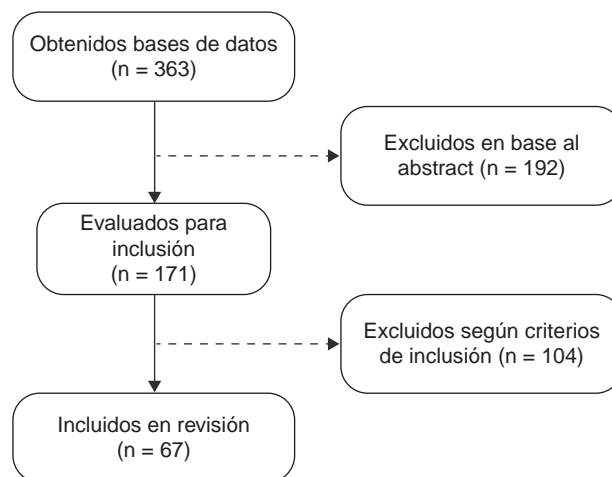 Obtenidos bases de datos
(n = 363)
Excluidos en base al
abstract (n = 192)
Evaluados para
inclusión
(n = 171)
Excluidos según criterios
de inclusión (n = 104)
Incluidos en revisión
(n = 67)